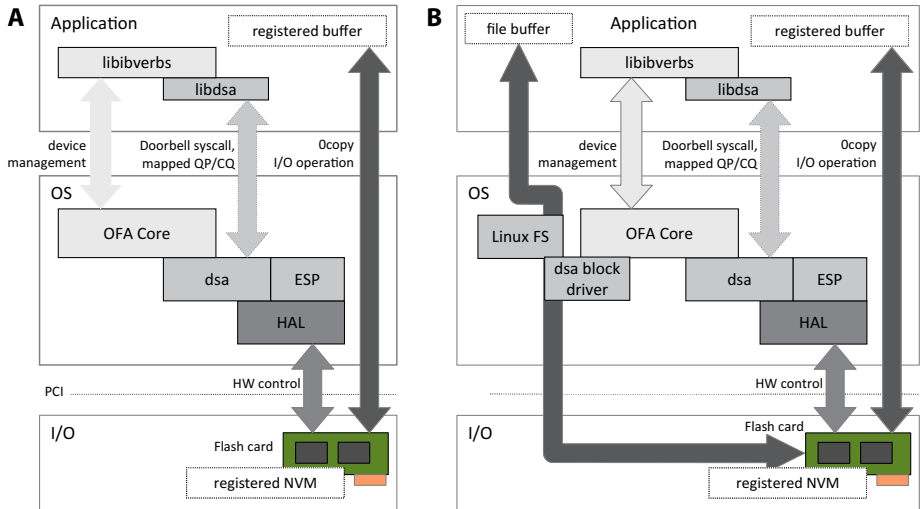 A
Application
registered buffer
libibverbs
libdsa
device
management
Doorbell syscall,
mapped QP/CQ
0copy
I/O operation
OS
OFA Core
dsa
ESP
HAL
HW control
PCI
I/O
Flash card
registered NVM
B
Application
file buffer
registered buffer
libibverbs
libdsa
device
management
Doorbell syscall,
mapped QP/CQ
0copy
I/O operation
OS
Linux FS
OFA Core
dsa block
driver
dsa
ESP
HAL
HW control
I/O
Flash card
registered NVM